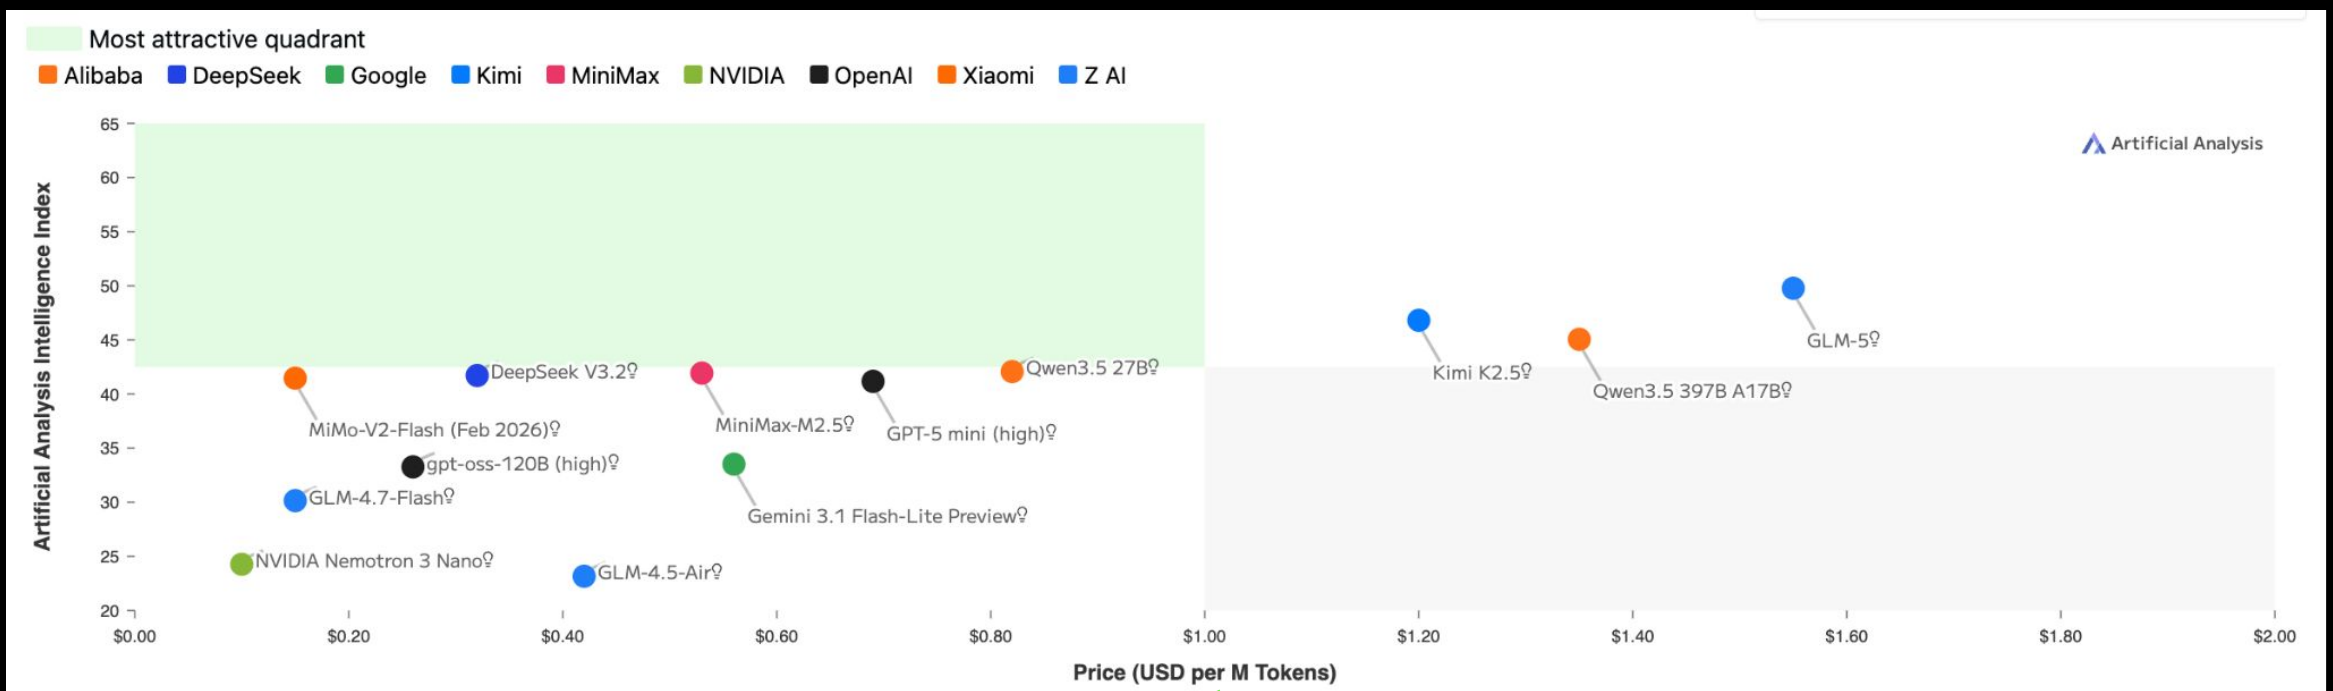 Most attractive quadrant
Alibaba DeepSeek Google Kimi MiniMax NVIDIA OpenAI Xiaomi Z AI
Artificial Analysis
Artificial Analysis Intelligence Index
65
60
55
50
45
40
35
30
25
20
GLM-5
Kimi K2.5
Qwen3.5 397B A17B
Qwen3.5 27B
DeepSeek V3.2
MiniMax-M2.5
MiMo-V2-Flash (Feb 2026)
GPT-5 mini (high)
gpt-oss-120B (high)
GLM-4.7-Flash
Gemini 3.1 Flash-Lite Preview
NVIDIA Nemotron 3 Nano
GLM-4.5-Air
$0.00 $0.20 $0.40 $0.60 $0.80 $1.00 $1.20 $1.40 $1.60 $1.80 $2.00
Price (USD per M Tokens)